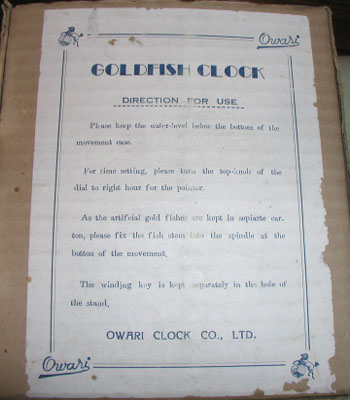 Owari
GOLDFISH CLOCK
DIRECTION FOR USE
Please keep the water-level below the bottom of the
movement case.
For rime setting, please turn the top-knob of the
dial to right hour for the pointer.
As the artifcial gold fishes are kept in sepiarte car-
ton, please fix the fish stem into the spindle at the
bottom of the movement.
The winding key is kept separately in the hole of
the stand.
OWARI CLOCK CO., LTD.
Owari